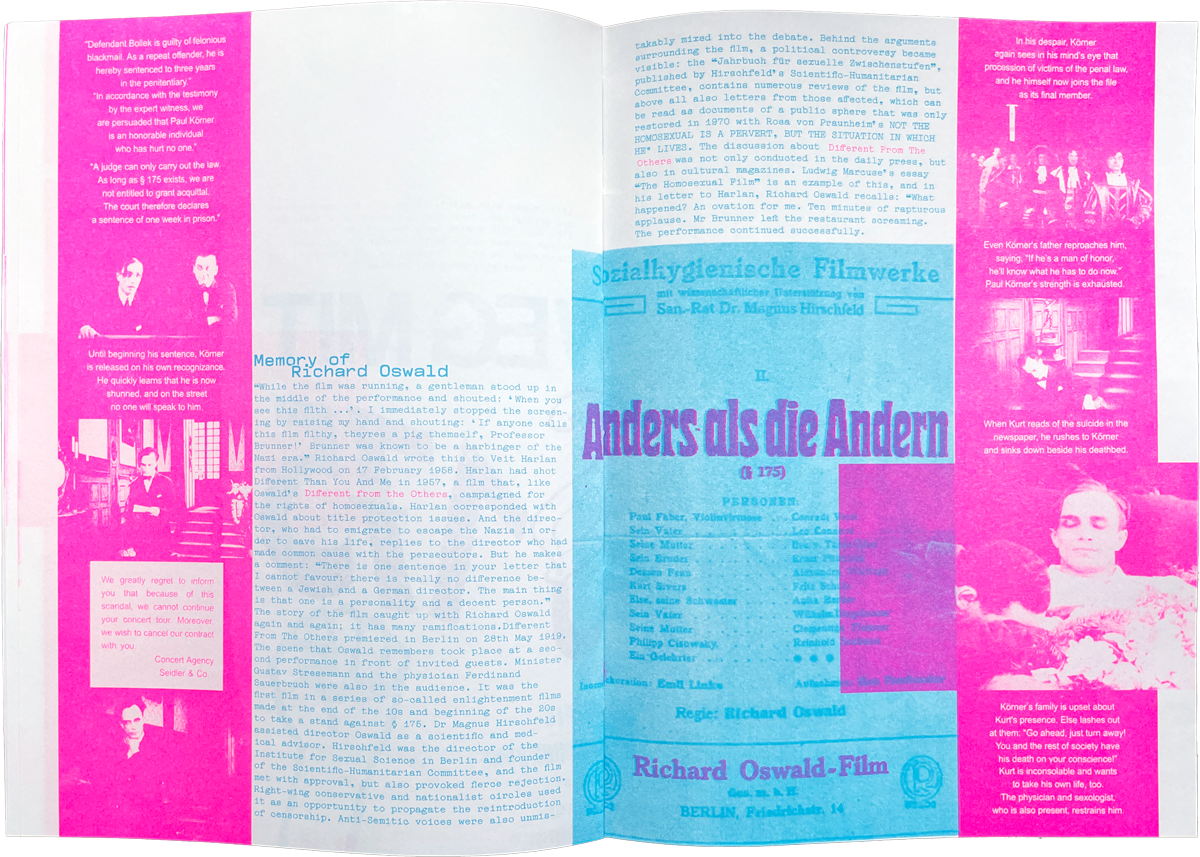 "Defendant Bollek is guilty of felonious
blackmail. As a repeat offender, he is
hereby sentenced to three years
in the penitentiary."
"In accordance with the testimony
by the expert witness, we
are persuaded that Paul Körner
is an honorable individual
who has hurt no one."
"A judge can only carry out the law.
As long as § 175 exists, we are
not entitled to grant acquittal.
The court therefore declares
a sentence of one week in prison."
Until beginning his sentence, Körner
is released on his own recognizance.
He quickly learns that he is now
shunned, and on the street
no one will speak to him.
We greatly regret to inform
you that because of this
scandal, we cannot continue
your concert tour. Moreover,
we wish to cancel our contract
with you.
Concert Agency
Seidler & Co.
Memory of
Richard Oswald
"While the film was running, a gentleman stood up in
the middle of the performance and shouted: 'When you
see this filth ...'. I immediately stopped the screen-
ing by raising my hand and shouting: 'If anyone calls
this film filthy, theyres a pig themself, Professor
Brunner!' Brunner was known to be a harbinger of the
Nazi era." Richard Oswald wrote this to Veit Harlan
from Hollywood on 17 February 1958. Harlan had shot
Different Than You And Me in 1957, a film that, like
Oswald's Different from the Others, campaigned for
the rights of homosexuals. Harlan corresponded with
Oswald about title protection issues. And the direc-
tor, who had to emigrate to escape the Nazis in or-
der to save his life, replies to the director who had
made common cause with the persecutors. But he makes
a comment: "There is one sentence in your letter that
I cannot favour: there is really no difference be-
tween a Jewish and a German director. The main thing
is that one is a personality and a decent person."
The story of the film caught up with Richard Oswald
again and again; it has many ramifications.Different
From The Others premiered in Berlin on 28th May 1919.
The scene that Oswald remembers took place at a sec-
ond performance in front of invited guests. Minister
Gustav Stresemann and the physician Ferdinand
Sauerbruch were also in the audience. It was the
first film in a series of so-called enlightenment films
made at the end of the 10s and beginning of the 20s
to take a stand against § 175. Dr Magnus Hirschfeld
assisted director Oswald as a scientific and med-
ical advisor. Hirschfeld was the director of the
Institute for Sexual Science in Berlin and founder
of the Scientific-Humanitarian Committee, and the film
met with approval, but also provoked fierce rejection.
Right-wing conservative and nationalist circles used
it as an opportunity to propagate the reintroduction
of censorship. Anti-Semitic voices were also unmis-
takably mixed into the debate. Behind the arguments
surrounding the film, a political controversy became
visible: the "Jahrbuch für sexuelle Zwischenstufen",
published by Hirschfeld's Scientific-Humanitarian
Committee, contains numerous reviews of the film, but
above all also letters from those affected, which can
be read as documents of a public sphere that was only
restored in 1970 with Rosa von Praunheim's NOT THE
HOMOSEXUAL IS A PERVERT, BUT THE SITUATION IN WHICH
HE* LIVES. The discussion about Different From The
Others was not only conducted in the daily press, but
also in cultural magazines. Ludwig Marcuse's essay
"The Homosexual Film" is an example of this, and in
his letter to Harlan, Richard Oswald recalls: "What
happened? An ovation for me. Ten minutes of rapturous
applause. Mr Brunner left the restaurant screaming.
The performance continued successfully.
Sozialhygienische Filmwerke
mit wissenschaftlicher Unterstützung von
San.-Rat Dr. Magnus Hirschfeld
II.
Anders als die Andern
(§ 175)
PERSONEN:
Paul Faber, Violinvirtuose Conradt
Sein Vater Leo
Seine Mutter
Sein Bruder Ernst
Dessen Frau Alexandra
Kurt Sivers Fritz Schulz
Else, seine Schwester Anita
Sein Vater Wilhelm
Seine Mutter Clementine
Philipp Reinhold
Ein Gelehrter ● ● ●
Emil Linke Aufnahmen:
Regie: Richard Oswald
Richard Oswald-Film
Ges. m. b. H.
BERLIN, Friedrichstr. 14
In his despair, Körner
again sees in his mind's eye that
procession of victims of the penal law,
and he himself now joins the file
as its final member.
Even Körner's father reproaches him,
saying, "If he's a man of honor,
he'll know what he has to do now."
Paul Körner's strength is exhausted.
When Kurt reads of the suicide in the
newspaper, he rushes to Körner
and sinks down beside his deathbed.
Körner's family is upset about
Kurt's presence. Else lashes out
at them: "Go ahead, just turn away!
You and the rest of society have
his death on your conscience!"
Kurt is inconsolable and wants
to take his own life, too.
The physician and sexologist,
who is also present, restrains him.